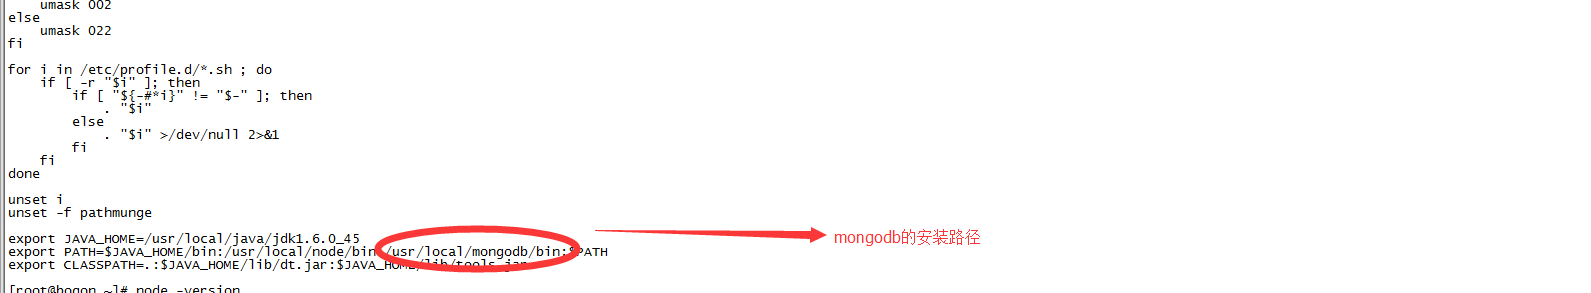 umask 002
else
umask 022
fi
for i in /etc/profile.d/*.sh ; do
if [ -r "$i" ]; then
if [ "${-#*i}" != "$-" ]; then
. "$i"
else
. "$i" >/dev/null 2>&1
fi
fi
done
unset i
unset -f pathmunge
export JAVA_HOME=/usr/local/java/jdk1.6.0_45
export PATH=$JAVA_HOME/bin:/usr/local/node/bin:/usr/local/mongodb/bin:$PATH
mongodb的安装路径
export CLASSPATH=.:$JAVA_HOME/lib/dt.jar:$JAVA_HOME/lib/tools.jar
[root@bogon ~]# node -version